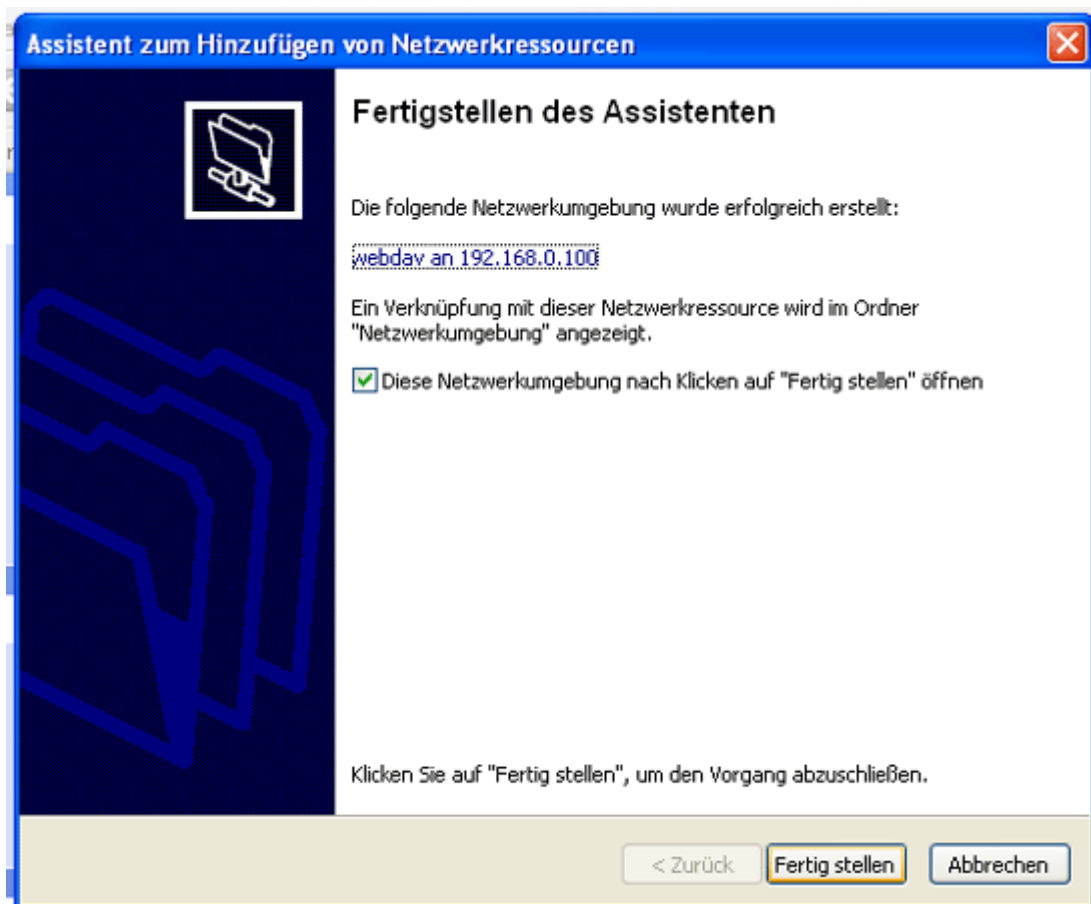 Assistent zum Hinzufügen von Netzwerkressourcen
Fertigstellen des Assistenten
Die folgende Netzwerkumgebung wurde erfolgreich erstellt:
webdav an 192.168.0.100
Ein Verknüpfung mit dieser Netzwerkressource wird im Ordner
"Netzwerkumgebung" angezeigt.
Diese Netzwerkumgebung nach Klicken auf "Fertig stellen" öffnen
Klicken Sie auf "Fertig stellen", um den Vorgang abzuschließen.
< Zurück
Fertig stellen
Abbrechen